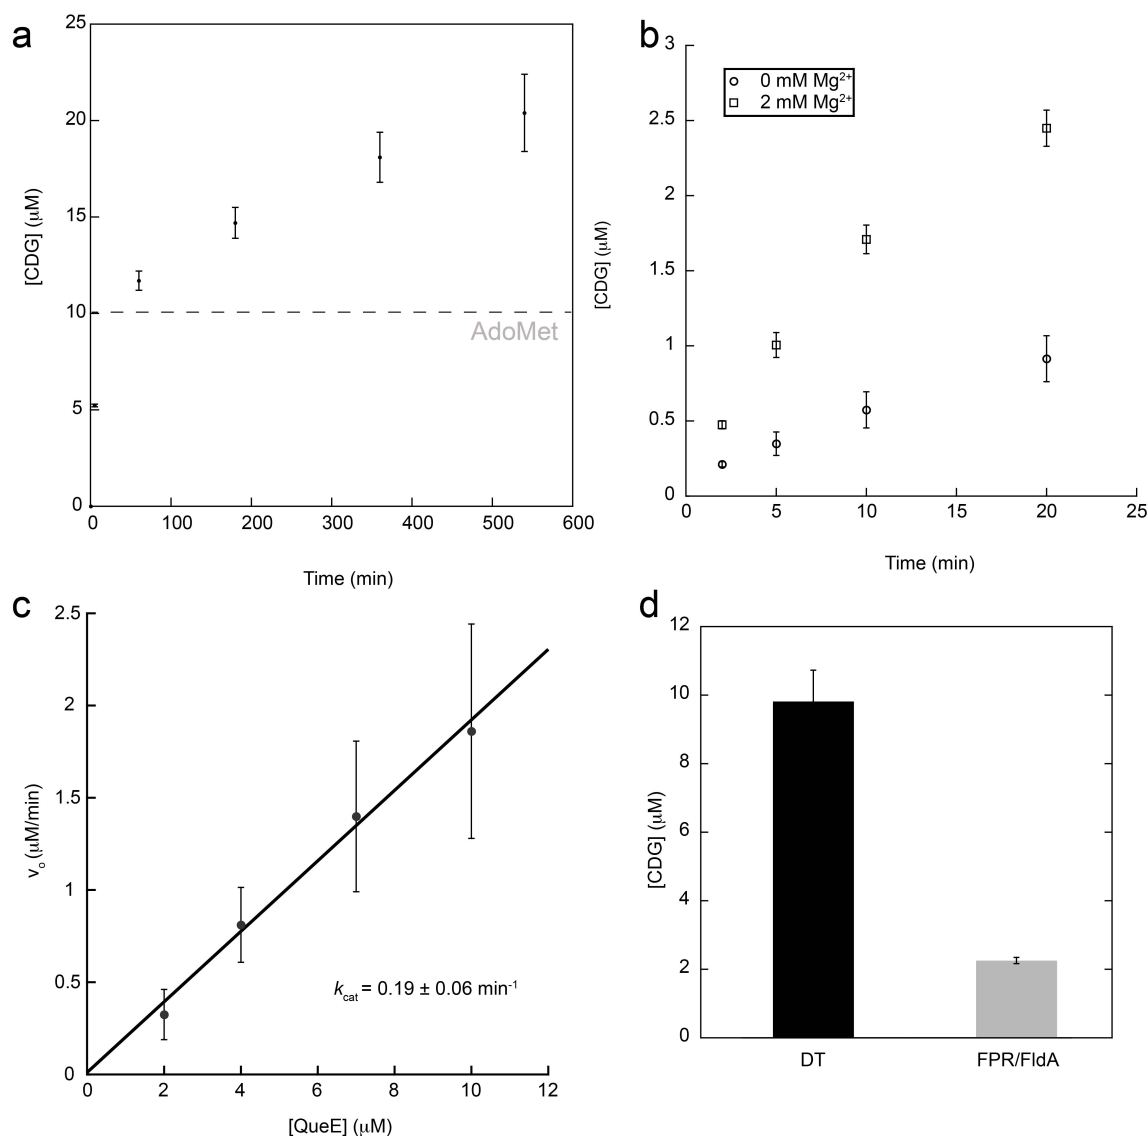 a
25
20
15
10
5
0
[CDG] (μM)
AdoMet
0 100 200 300 400 500 600
Time (min)
b
3
2.5
2
1.5
1
0.5
0
[CDG] (μM)
0 mM Mg²⁺
2 mM Mg²⁺
0 5 10 15 20 25
Time (min)
c
2.5
2
1.5
1
0.5
0
vₒ (μM/min)
kcat = 0.19 ± 0.06 min⁻¹
0 2 4 6 8 10 12
[QueE] (μM)
d
12
10
8
6
4
2
0
[CDG] (μM)
DT FPR/FldA